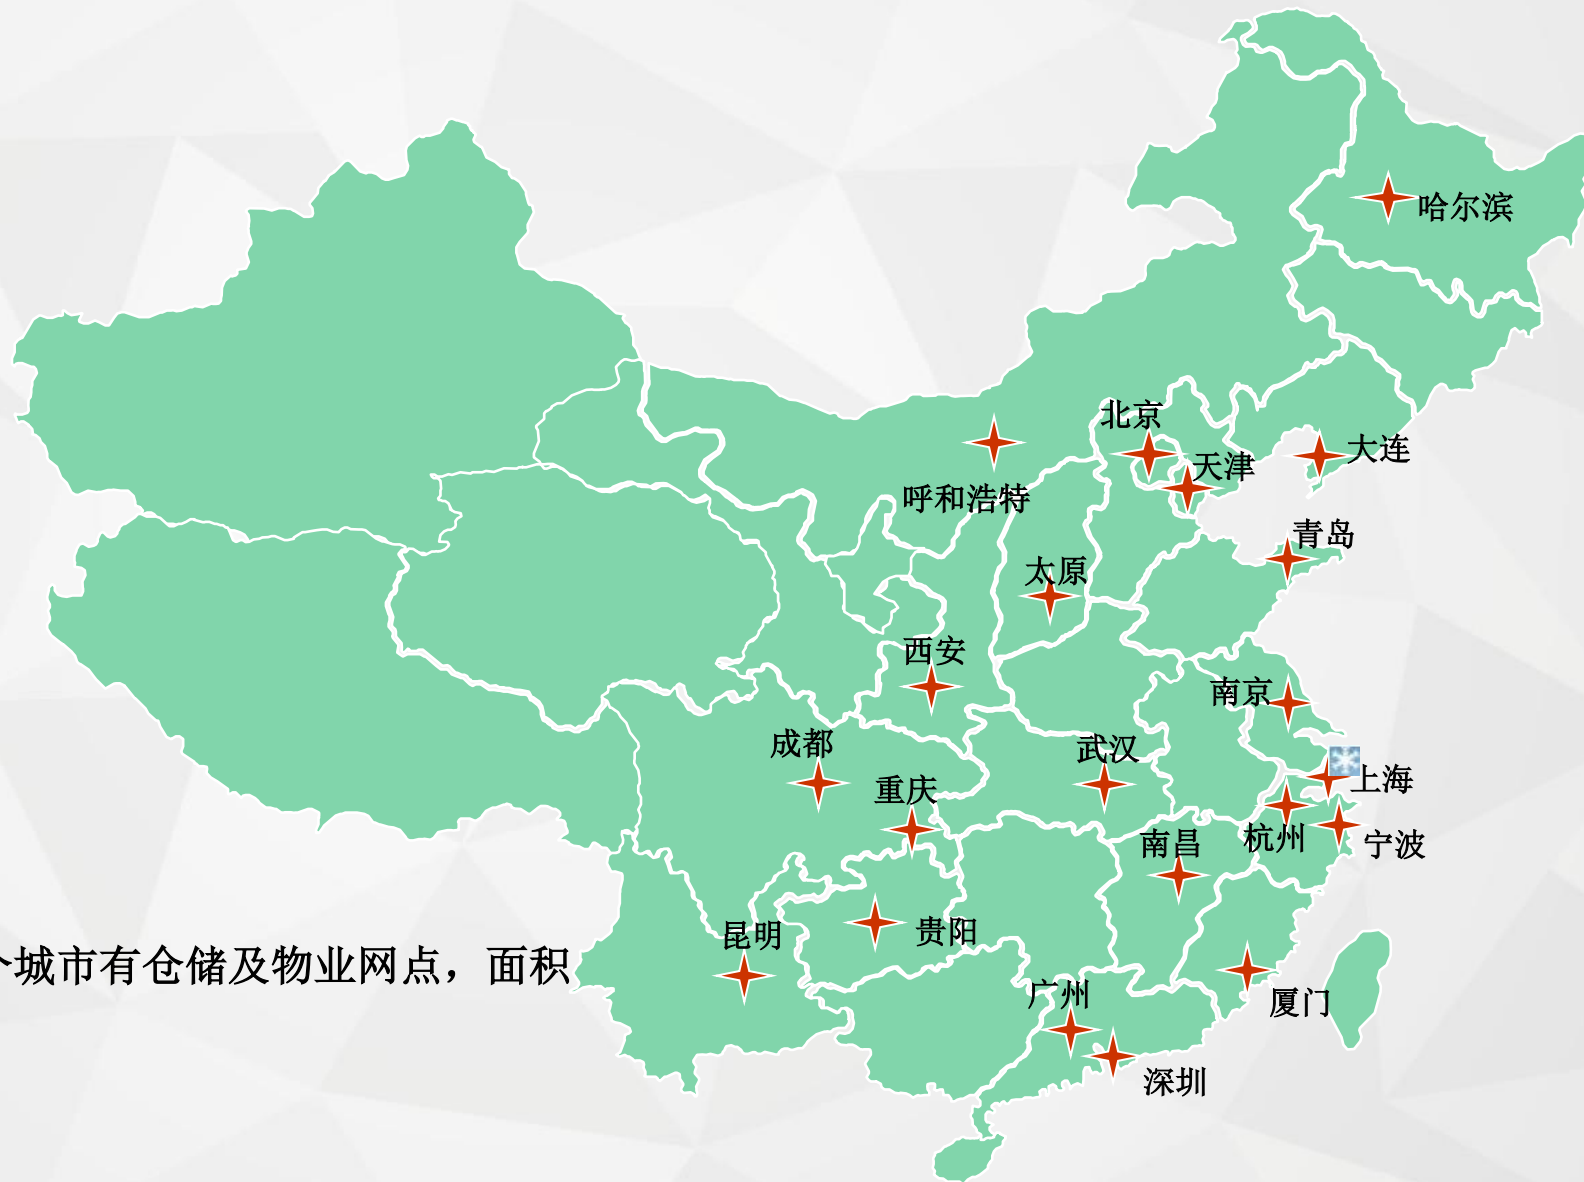 哈尔滨
北京
大连
天津
呼和浩特
青岛
太原
西安
南京
成都
武汉
上海
重庆
杭州
宁波
南昌
贵阳
昆明
个城市有仓储及物业网点，面积
广州
厦门
深圳